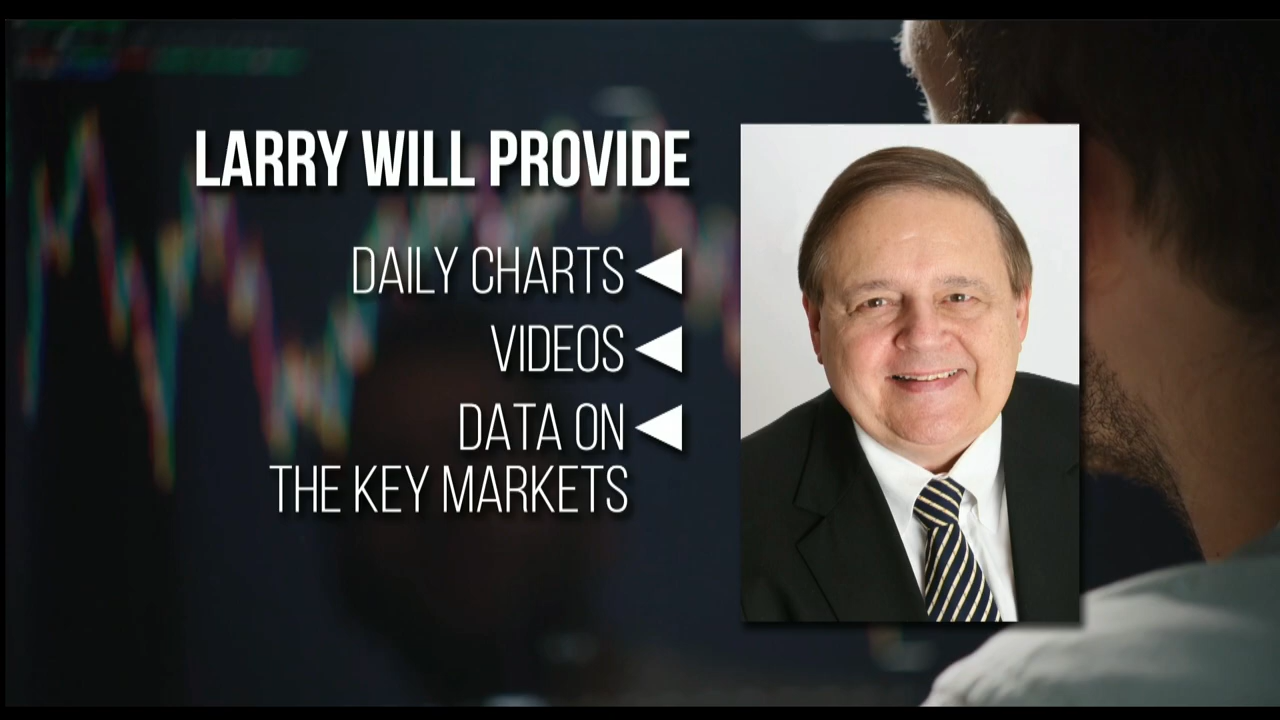 LARRY WILL PROVIDE
DAILY CHARTS
VIDEOS
DATA ON
THE KEY MARKETS